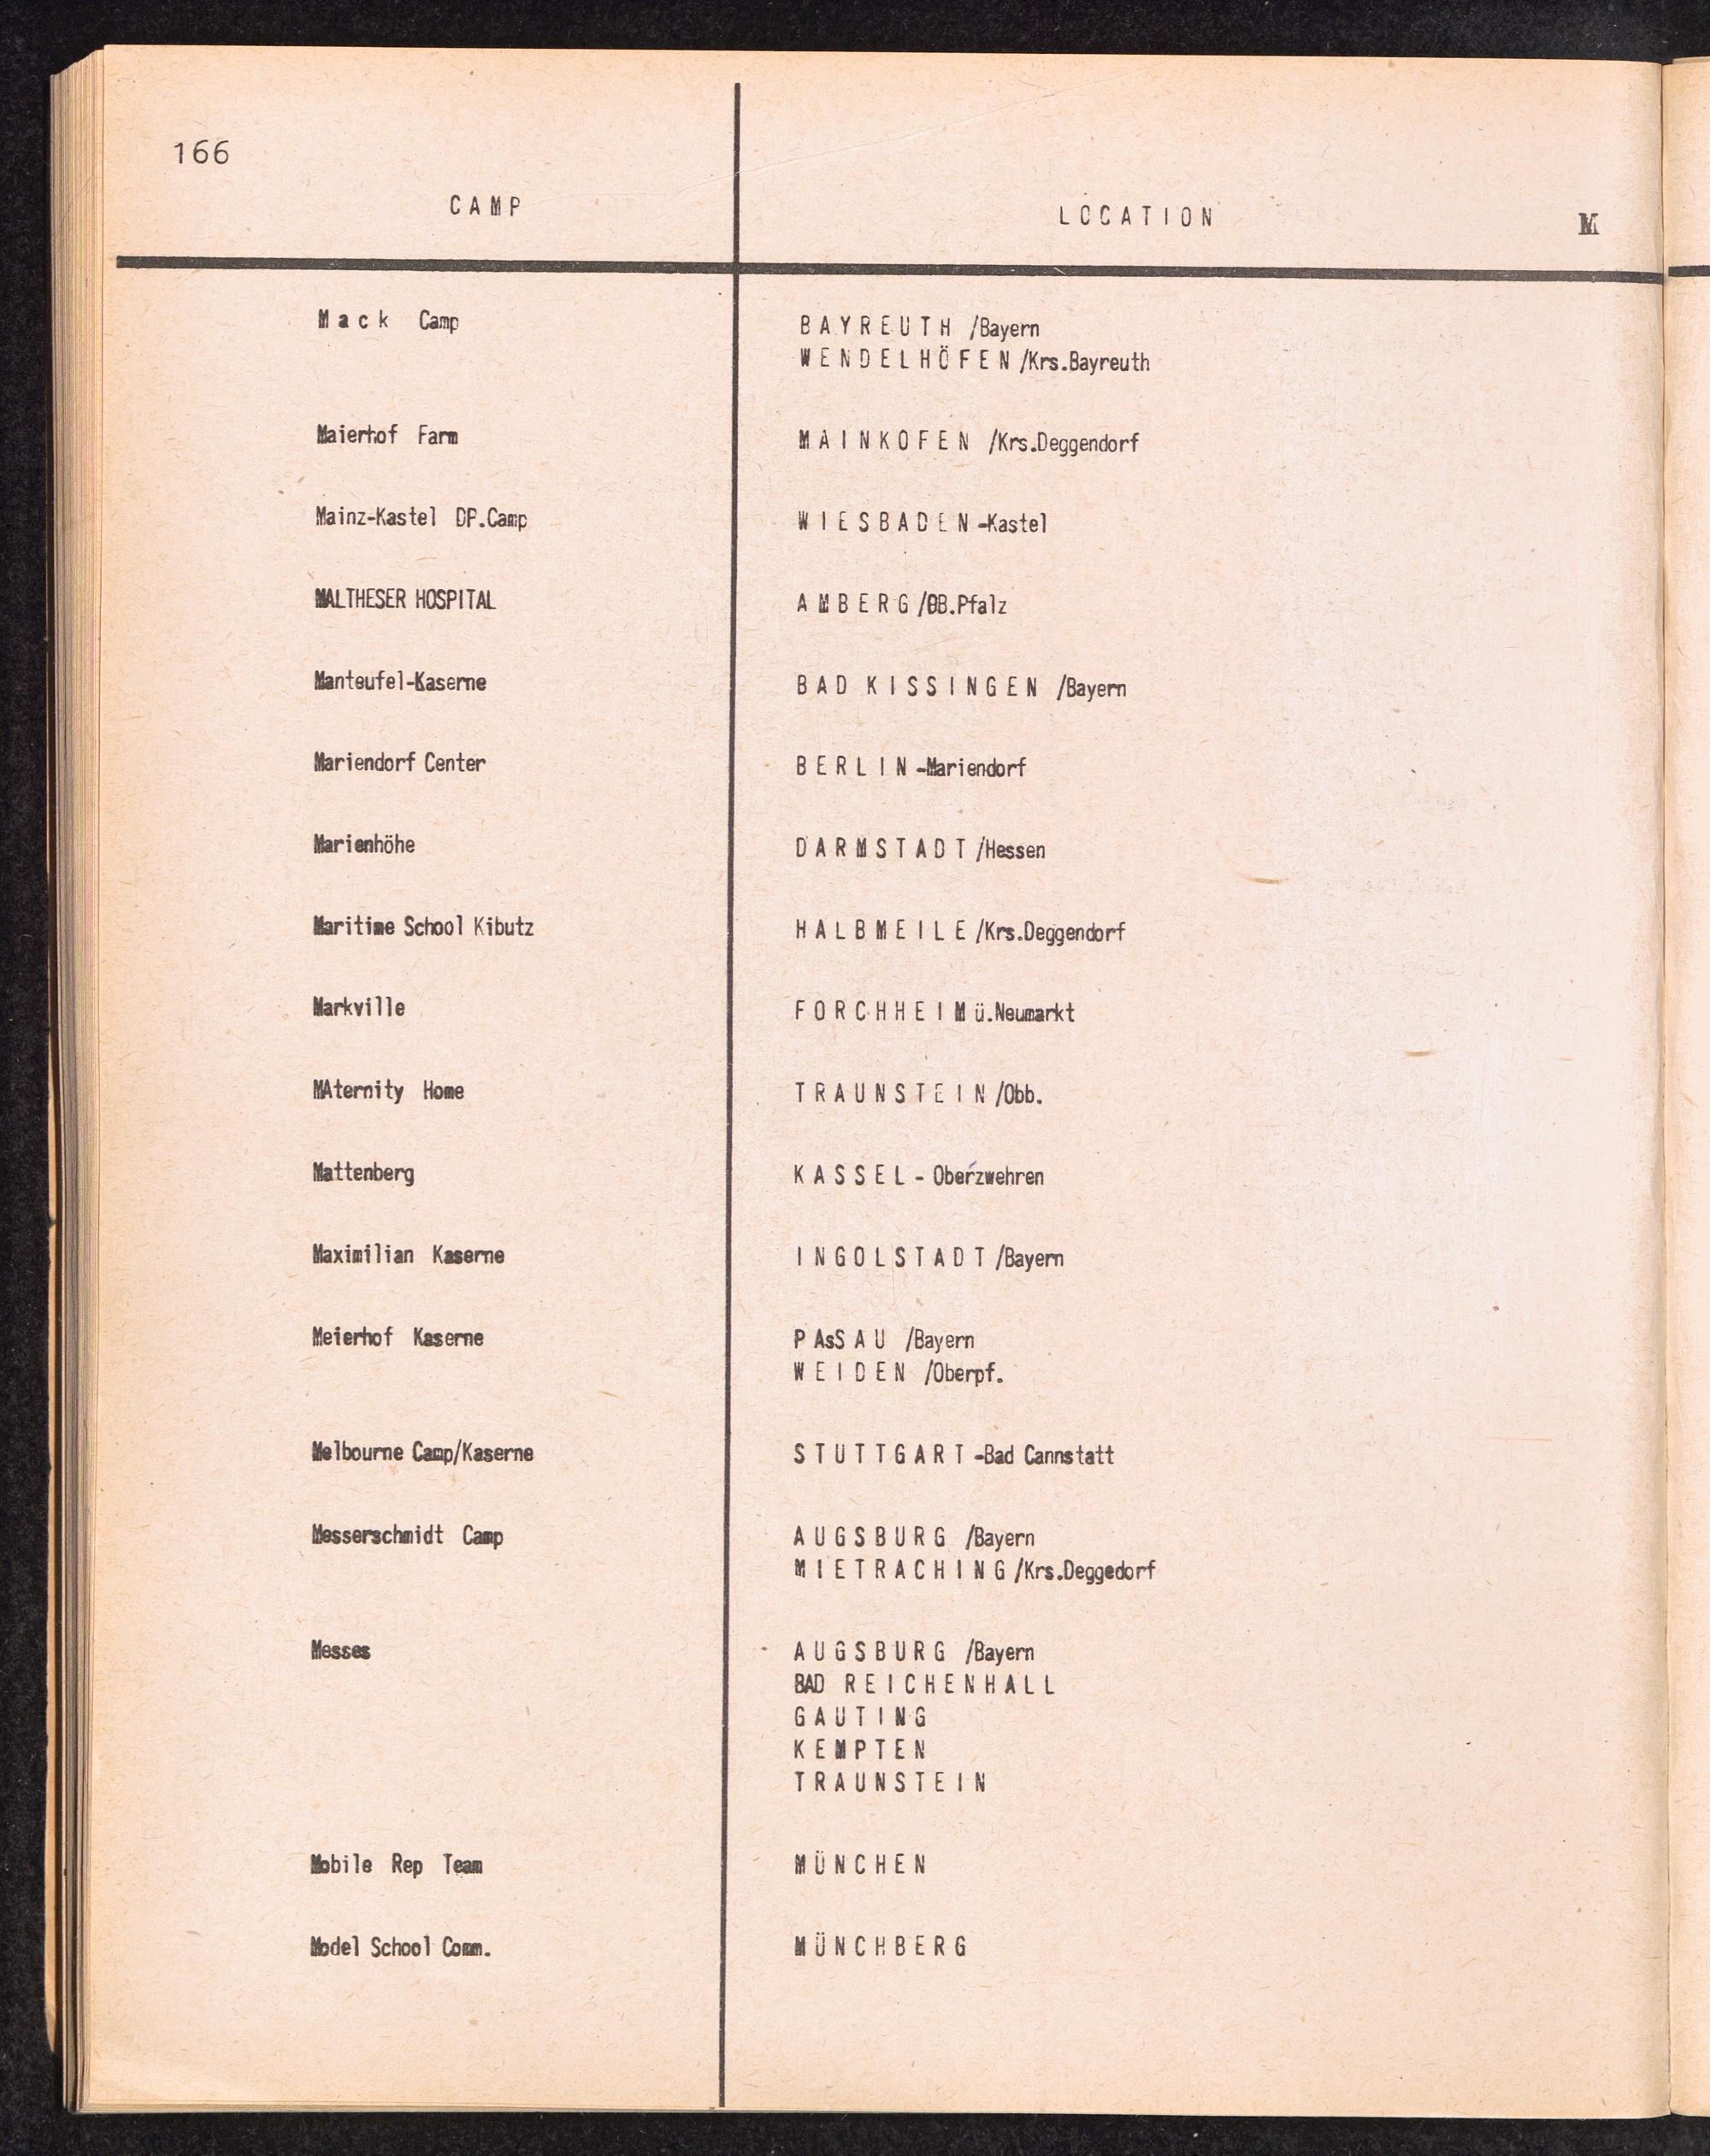 166
CAMP LOCATION M
Mack Camp BAYREUTH /Bayern
WENDELHÖFEN /Krs.Bayreuth
Maierhof Farm MAINKOFEN /Krs.Deggendorf
Mainz-Kastel DP.Camp WIESBADEN -Kastel
MALTHESER HOSPITAL AMBERG /OB.Pfalz
Manteufel-Kaserne BAD KISSINGEN /Bayern
Mariendorf Center BERLIN -Mariendorf
Marienhöhe DARMSTADT /Hessen
Maritime School Kibutz HALBMEILE /Krs.Deggendorf
Markville FORCHHEIM ü.Neumarkt
MAternity Home TRAUNSTEIN /Obb.
Mattenberg KASSEL - Oberzwehren
Maximilian Kaserne INGOLSTADT /Bayern
Meierhof Kaserne PAsSAU /Bayern
WEIDEN /Oberpf.
Melbourne Camp/Kaserne STUTTGART -Bad Cannstatt
Messerschmidt Camp AUGSBURG /Bayern
MIETRACHING /Krs.Deggedorf
Messes AUGSBURG /Bayern
BAD REICHENHALL
GAUTING
KEMPTEN
TRAUNSTEIN
Mobile Rep Team MÜNCHEN
Model School Comm. MÜNCHBERG